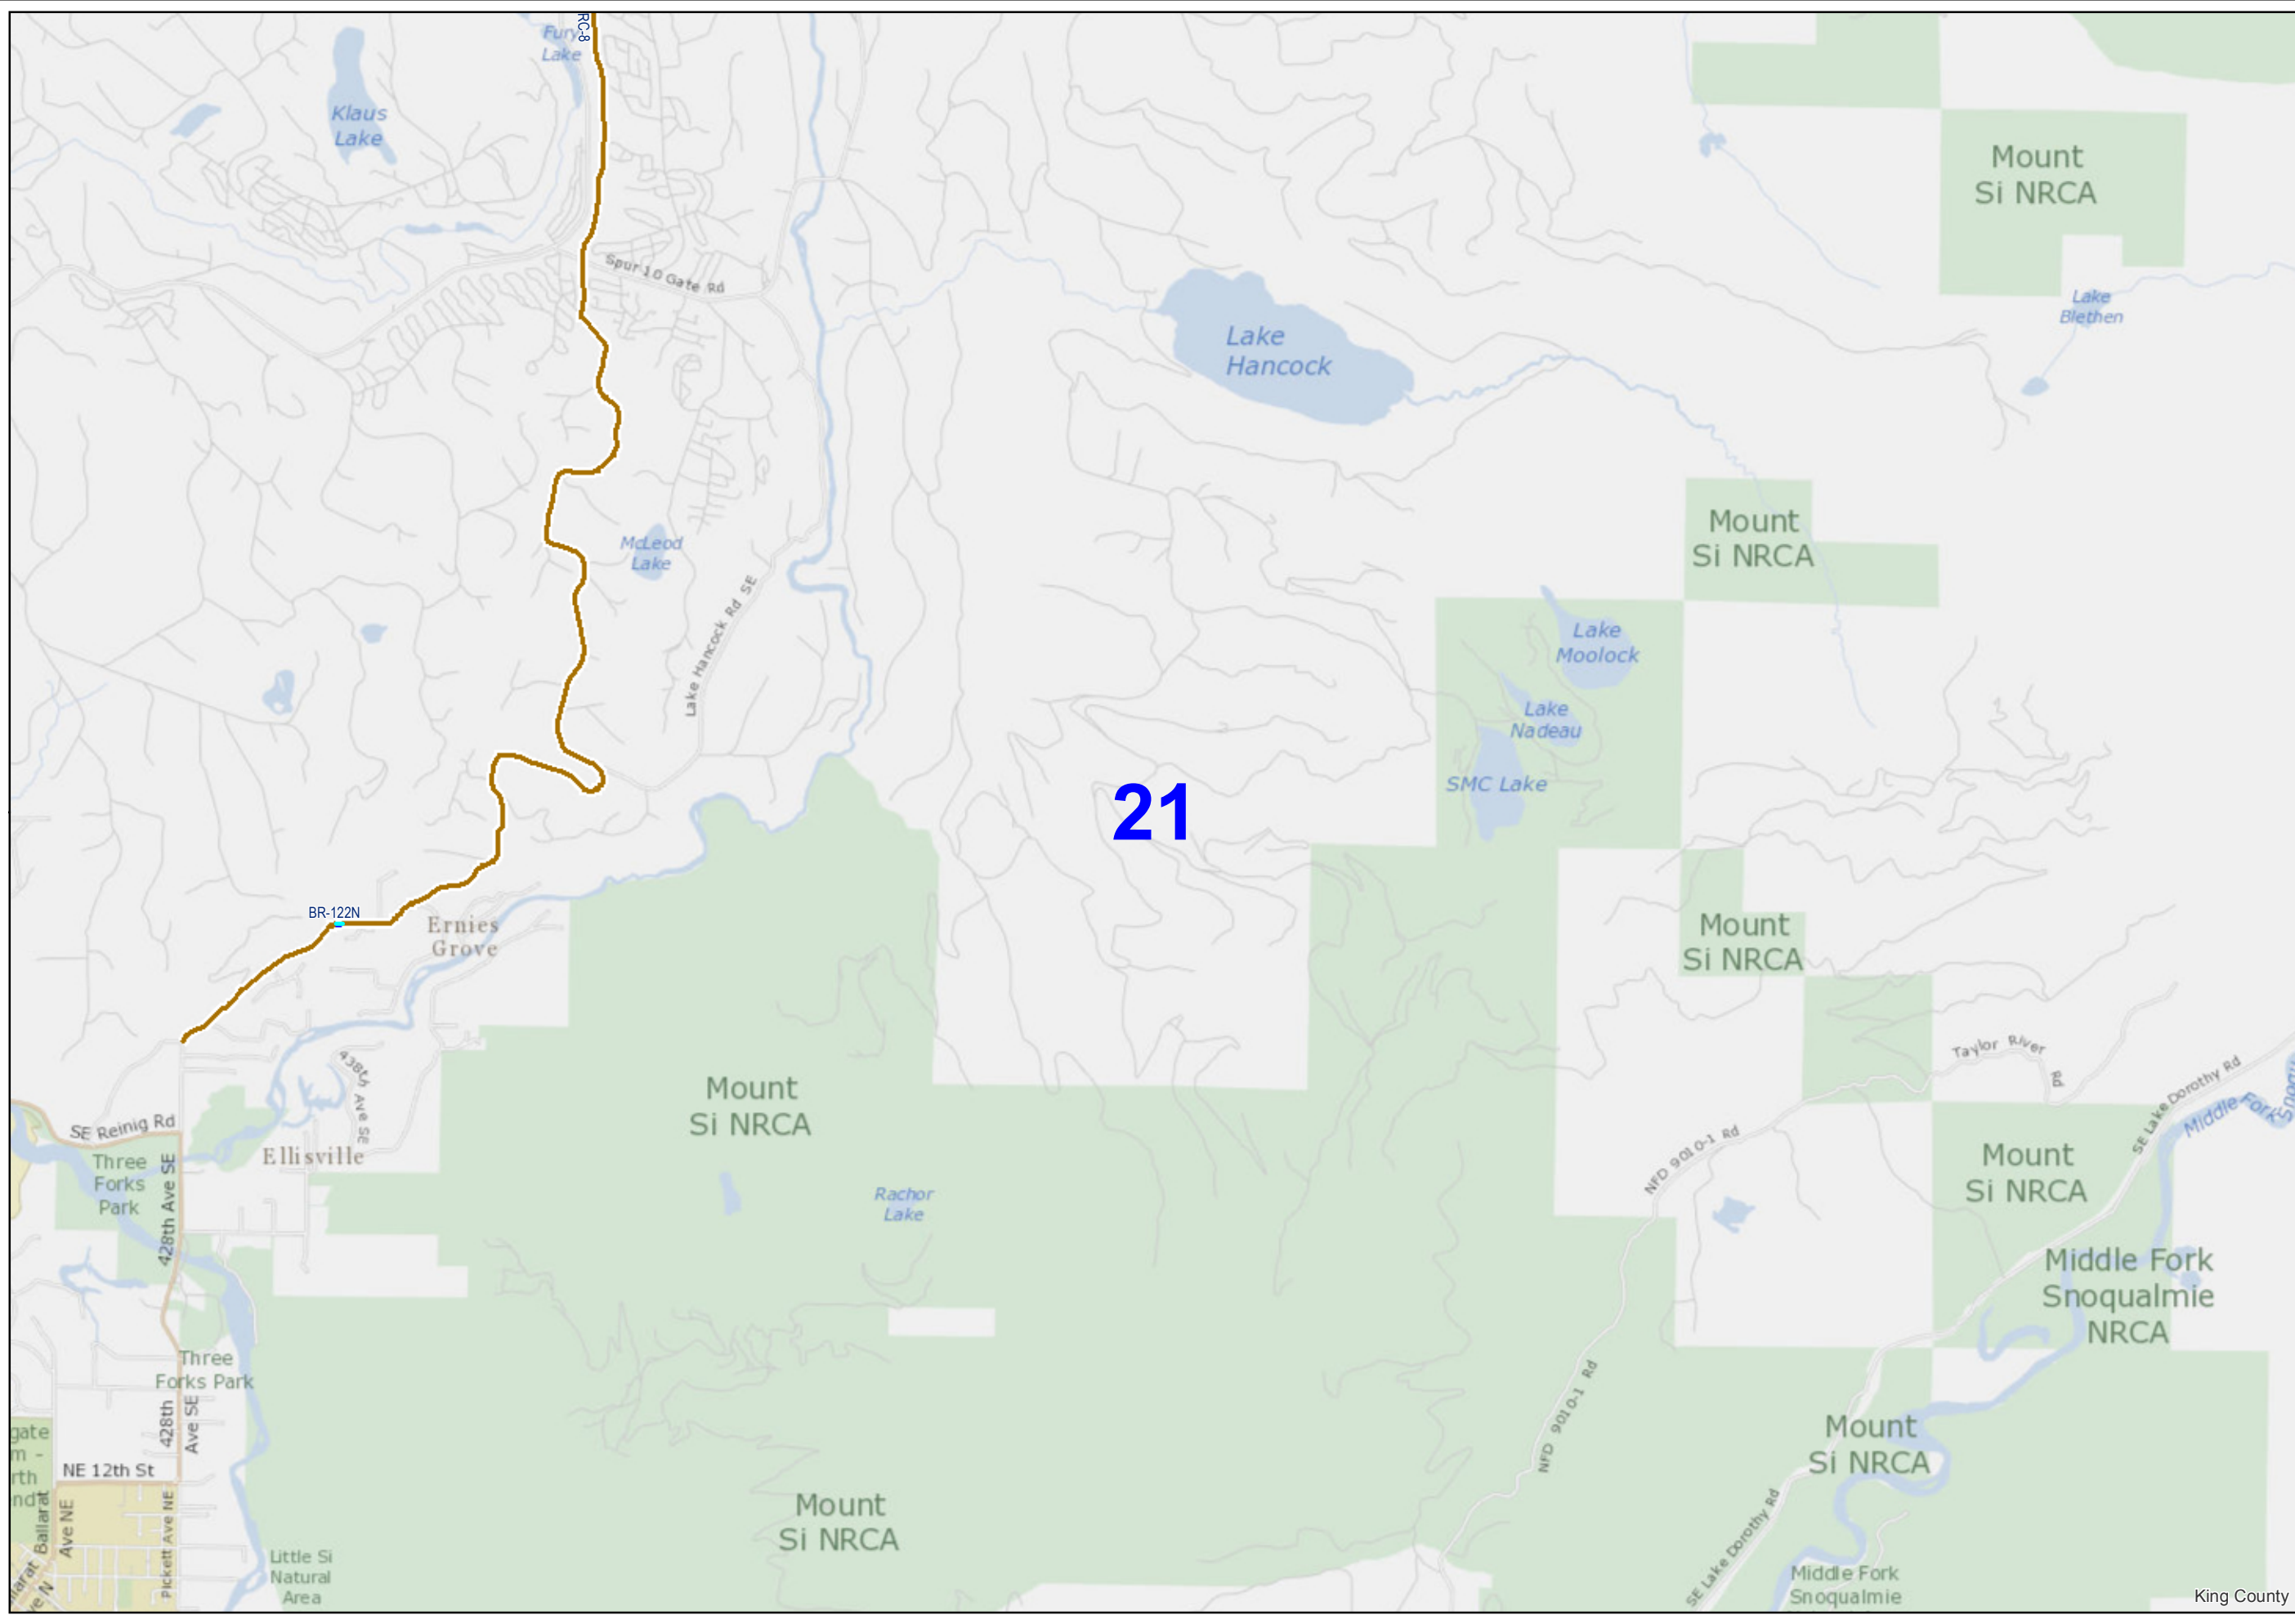 RC-8
Fury
Lake
Klaus
Lake
Mount
Si NRCA
Spur 10 Gate Rd
Lake
Blethen
Lake
Hancock
Mount
Si NRCA
McLeod
Lake
Lake Hancock Rd SE
Lake
Moolock
Lake
Nadeau
SMC Lake
21
BR-122N
Ernies
Grove
Mount
Si NRCA
Taylor River
Rd
SE Lake Dorothy Rd
Middle Fork
438th Ave SE
Mount
Si NRCA
SE Reinig Rd
Ellisville
NFD 9010-1 Rd
Mount
Si NRCA
Three
Forks
Park
428th Ave SE
Rachor
Lake
Middle Fork
Snoqualmie
NRCA
Three
Forks Park
428th
Ave SE
NFD 9010-1 Rd
Mount
Si NRCA
gate
m -
rth
nd
NE 12th St
Ballarat
Ave NE
Pickett Ave NE
Mount
Si NRCA
SE Lake Dorothy Rd
Little Si
Natural
Area
Middle Fork
Snoqualmie
King County